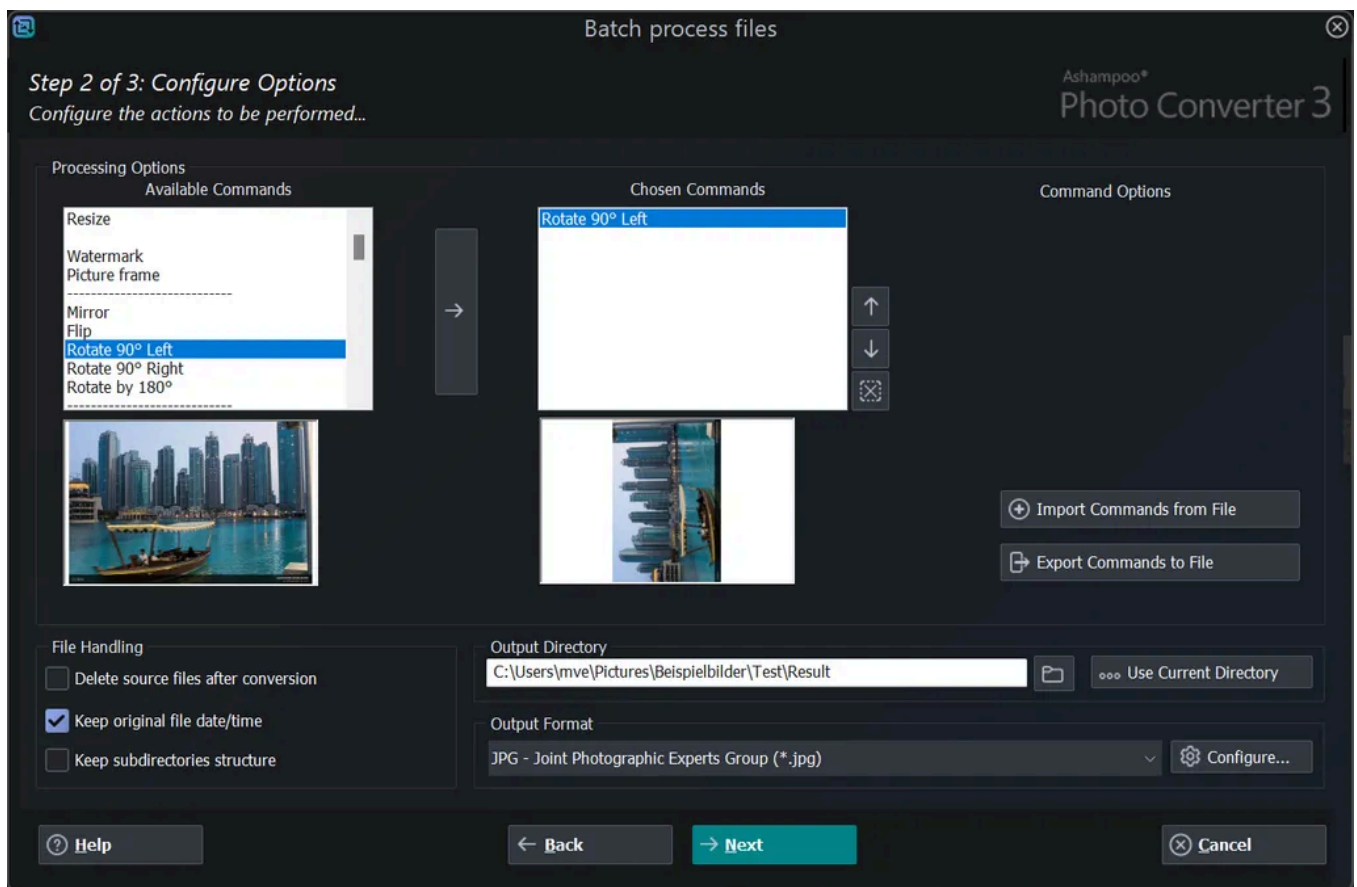 Batch process files
Step 2 of 3: Configure Options
Configure the actions to be performed...
Ashampoo®
Photo Converter 3
Processing Options
Available Commands
Chosen Commands
Command Options
Resize
Watermark
Picture frame
----------------------------
Mirror
Flip
Rotate 90° Left
Rotate 90° Right
Rotate by 180°
----------------------------
Rotate 90° Left
Import Commands from File
Export Commands to File
File Handling
Delete source files after conversion
Keep original file date/time
Keep subdirectories structure
Output Directory
C:\Users\mve\Pictures\Beispielbilder\Test\Result
Use Current Directory
Output Format
JPG - Joint Photographic Experts Group (*.jpg)
Configure...
Help
Back
Next
Cancel